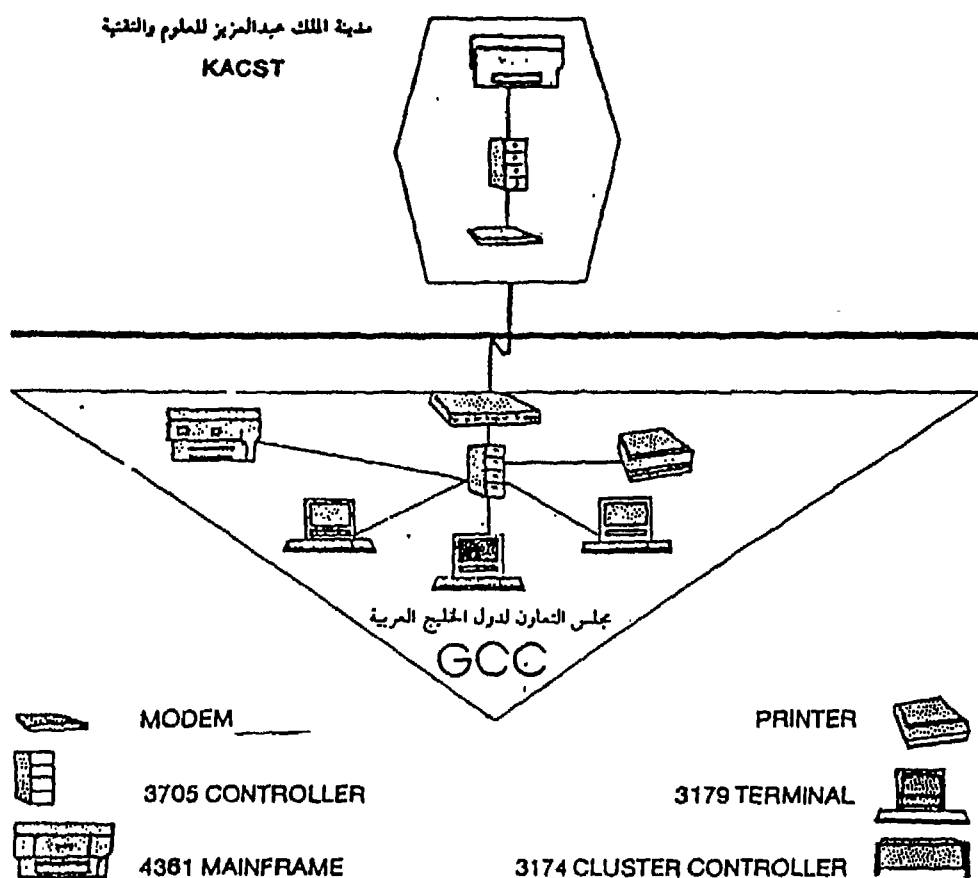 مدينة الملك عبدالعزيز للعلوم والتقنية
KACST
مجلس التعاون لدول الخليج العربية
GCC
MODEM
PRINTER
3705 CONTROLLER
3179 TERMINAL
4361 MAINFRAME
3174 CLUSTER CONTROLLER